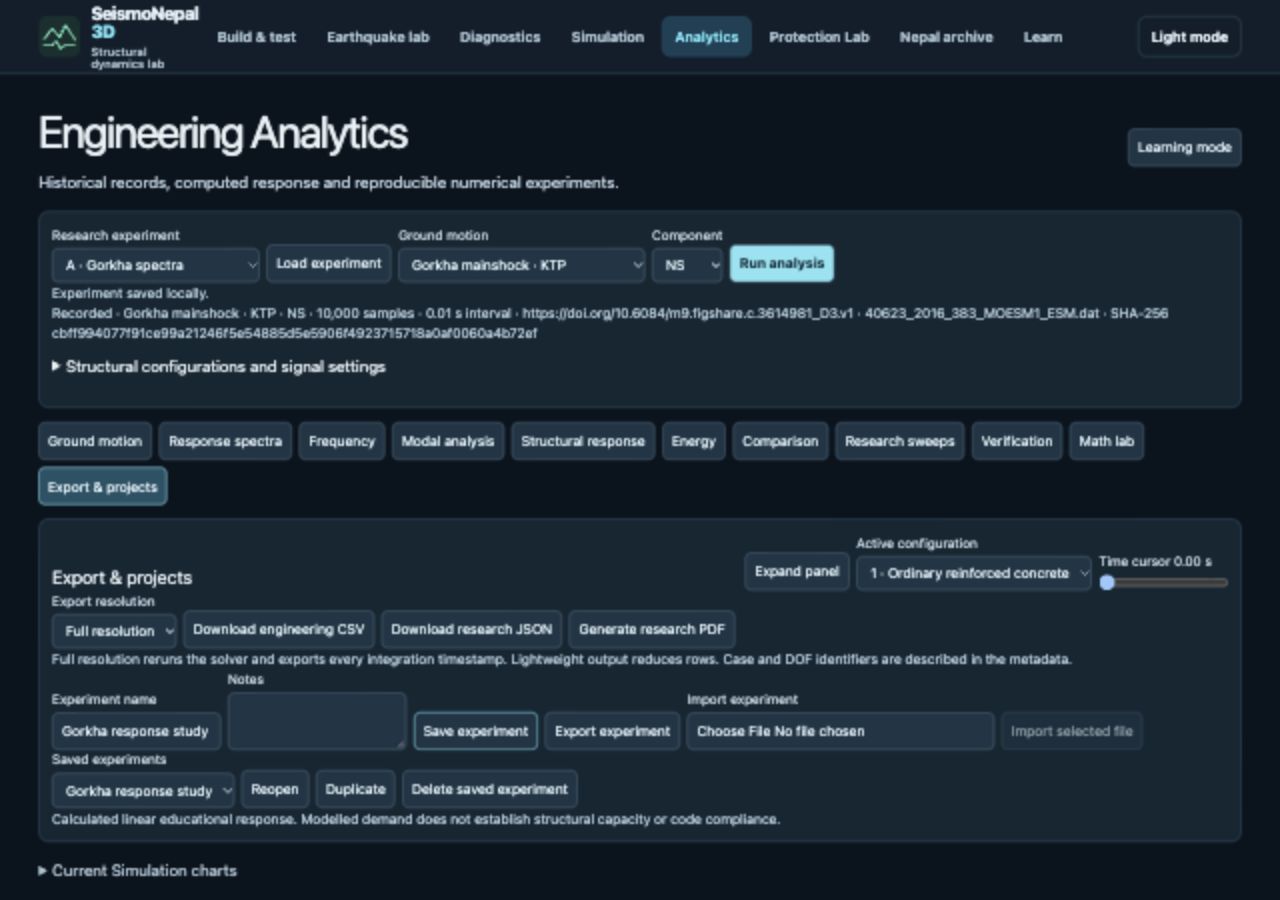 SeismoNepal
3D
Structural
dynamics lab
Build & test
Earthquake lab
Diagnostics
Simulation
Analytics
Protection Lab
Nepal archive
Learn
Light mode
Engineering Analytics
Learning mode
Historical records, computed response and reproducible numerical experiments.
Research experiment
Ground motion
Component
A · Gorkha spectra
Load experiment
Gorkha mainshock · KTP
NS
Run analysis
Experiment saved locally.
Recorded · Gorkha mainshock · KTP · NS · 10,000 samples · 0.01 s interval · https://doi.org/10.6084/m9.figshare.c.3614981_D3.v1 · 40623_2016_383_MOESM1_ESM.dat · SHA-256
cbff994077f91ce99a21246f5e54885d5e5906f4923715718a0af0060a4b72ef
Structural configurations and signal settings
Ground motion
Response spectra
Frequency
Modal analysis
Structural response
Energy
Comparison
Research sweeps
Verification
Math lab
Export & projects
Export & projects
Expand panel
Active configuration
1 · Ordinary reinforced concrete
Time cursor 0.00 s
Export resolution
Full resolution
Download engineering CSV
Download research JSON
Generate research PDF
Full resolution reruns the solver and exports every integration timestamp. Lightweight output reduces rows. Case and DOF identifiers are described in the metadata.
Experiment name
Notes
Import experiment
Gorkha response study
Save experiment
Export experiment
Choose File No file chosen
Import selected file
Saved experiments
Gorkha response study
Reopen
Duplicate
Delete saved experiment
Calculated linear educational response. Modelled demand does not establish structural capacity or code compliance.
Current Simulation charts